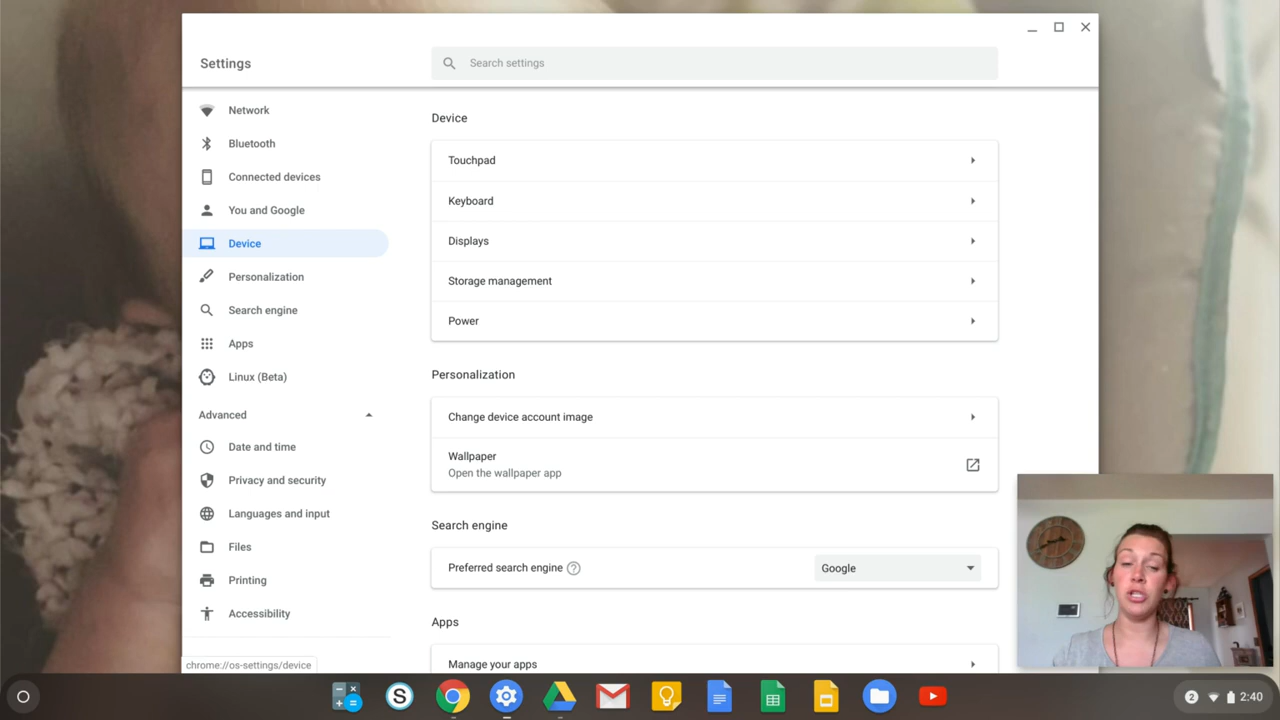 Settings
Search settings
Network
Bluetooth
Connected devices
You and Google
Device
Personalization
Search engine
Apps
Linux (Beta)
Advanced
Date and time
Privacy and security
Languages and input
Files
Printing
Accessibility
chrome://os-settings/device
Device
Touchpad
Keyboard
Displays
Storage management
Power
Personalization
Change device account image
Wallpaper
Open the wallpaper app
Search engine
Preferred search engine ?
Google
Apps
Manage your apps
S
2
2:40